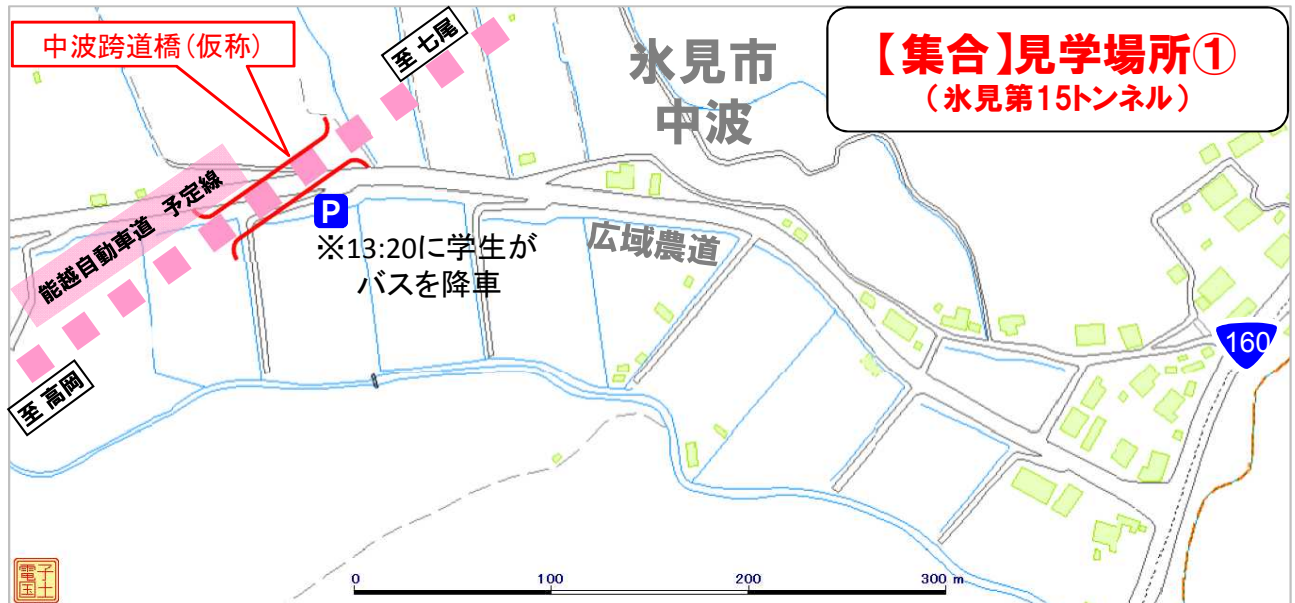 中波跨道橋(仮称)
至 七尾
氷見市
中波
【集合】見学場所①
(氷見第15トンネル)
能越自動車道 予定線
P
※13:20に学生が
バスを降車
広域農道
160
至 高岡
電子
国土
0 100 200 300 m